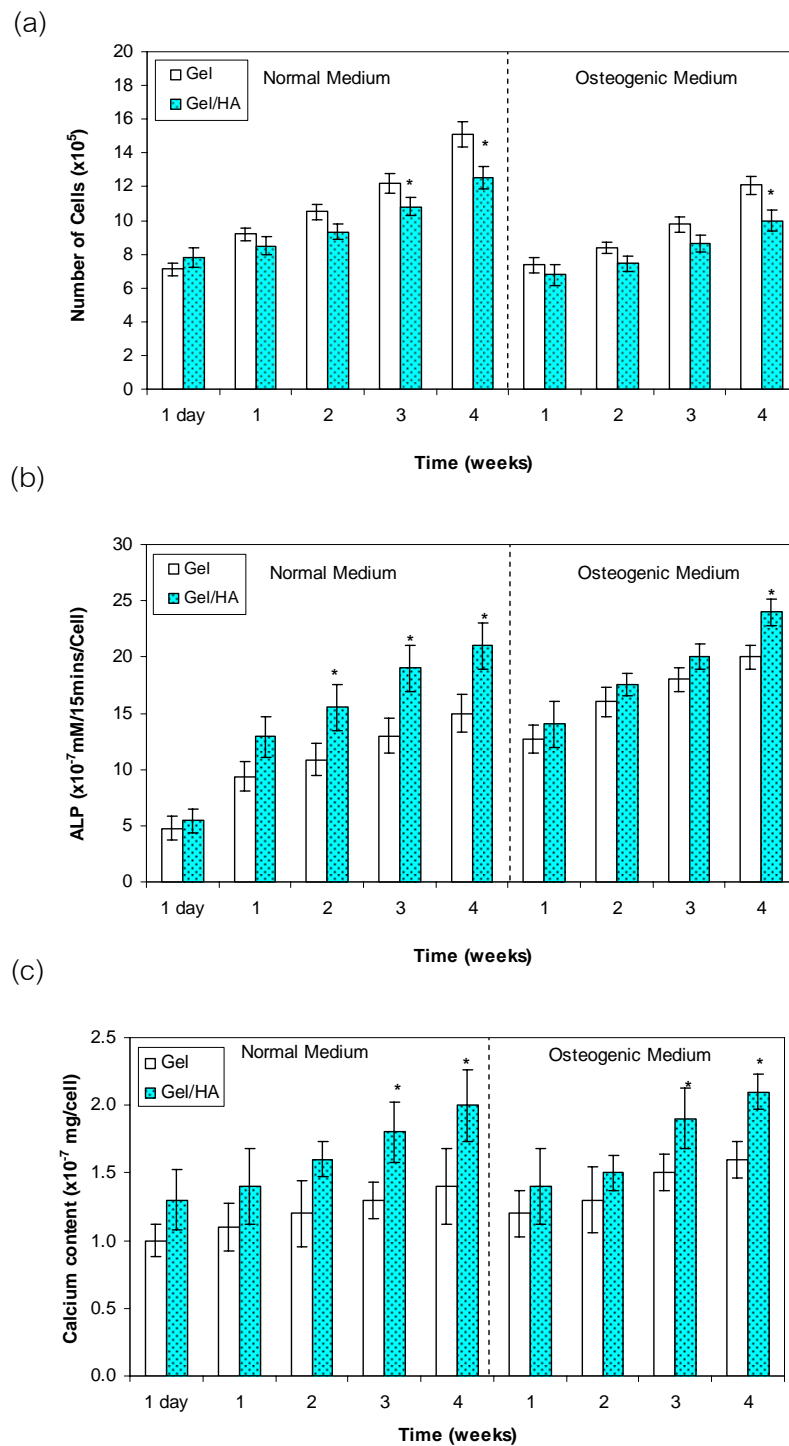 (a)
20
18
16
14
12
10
8
6
4
2
0
Number of Cells (x10⁵)
Gel
Gel/HA
Normal Medium
Osteogenic Medium
* * *
1 day 1 2 3 4 1 2 3 4
Time (weeks)
(b)
30
25
20
15
10
5
0
ALP (x10⁻⁷mM/15mins/Cell)
Gel
Gel/HA
Normal Medium
Osteogenic Medium
* * * *
1 day 1 2 3 4 1 2 3 4
Time (weeks)
(c)
2.5
2.0
1.5
1.0
0.5
0.0
Calcium content (x10⁻⁷ mg/cell)
Gel
Gel/HA
Normal Medium
Osteogenic Medium
* * * *
1 day 1 2 3 4 1 2 3 4
Time (weeks)